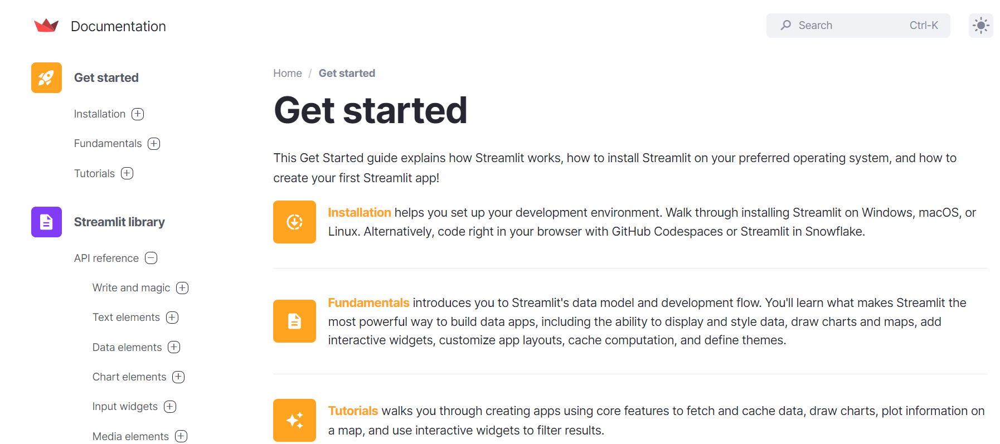 Documentation
Search Ctrl-K
Get started
Installation
Fundamentals
Tutorials
Streamlit library
API reference
Write and magic
Text elements
Data elements
Chart elements
Input widgets
Media elements
Home / Get started
Get started
This Get Started guide explains how Streamlit works, how to install Streamlit on your preferred operating system, and how to
create your first Streamlit app!
Installation helps you set up your development environment. Walk through installing Streamlit on Windows, macOS, or
Linux. Alternatively, code right in your browser with GitHub Codespaces or Streamlit in Snowflake.
Fundamentals introduces you to Streamlit's data model and development flow. You'll learn what makes Streamlit the
most powerful way to build data apps, including the ability to display and style data, draw charts and maps, add
interactive widgets, customize app layouts, cache computation, and define themes.
Tutorials walks you through creating apps using core features to fetch and cache data, draw charts, plot information on
a map, and use interactive widgets to filter results.